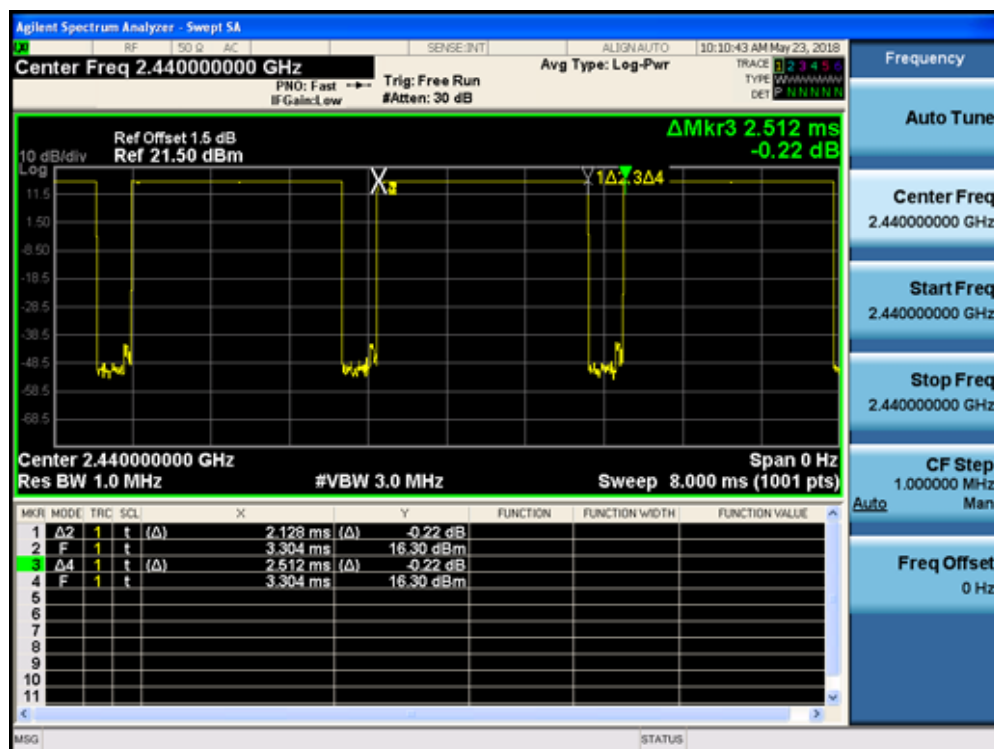 Agilent Spectrum Analyzer - Swept SA
RF 50 Ω AC SENSE:INT ALIGNAUTO 10:10:43 AM May 23, 2018
Center Freq 2.440000000 GHz
PNO: Fast
IFGain:Low
Trig: Free Run
#Atten: 30 dB
Avg Type: Log-Pwr
TRACE 1 2 3 4 5 6
TYPE
DET P N N N N N
ΔMkr3 2.512 ms
-0.22 dB
Ref Offset 1.5 dB
10 dB/div Ref 21.50 dBm
Log
X 2 X 1Δ2 3Δ4
11.5
1.50
-8.50
-18.5
-28.5
-38.5
-48.5
-58.5
-68.5
Center 2.440000000 GHz Span 0 Hz
Res BW 1.0 MHz #VBW 3.0 MHz Sweep 8.000 ms (1001 pts)
MKR MODE TRC SCL X Y FUNCTION FUNCTION WIDTH FUNCTION VALUE
1 Δ2 1 t (Δ) 2.128 ms (Δ) -0.22 dB
2 F 1 t 3.304 ms 16.30 dBm
3 Δ4 1 t (Δ) 2.512 ms (Δ) -0.22 dB
4 F 1 t 3.304 ms 16.30 dBm
5
6
7
8
9
10
11
MSG STATUS
Frequency
Auto Tune
Center Freq
2.440000000 GHz
Start Freq
2.440000000 GHz
Stop Freq
2.440000000 GHz
CF Step
1.000000 MHz
Auto Man
Freq Offset
0 Hz